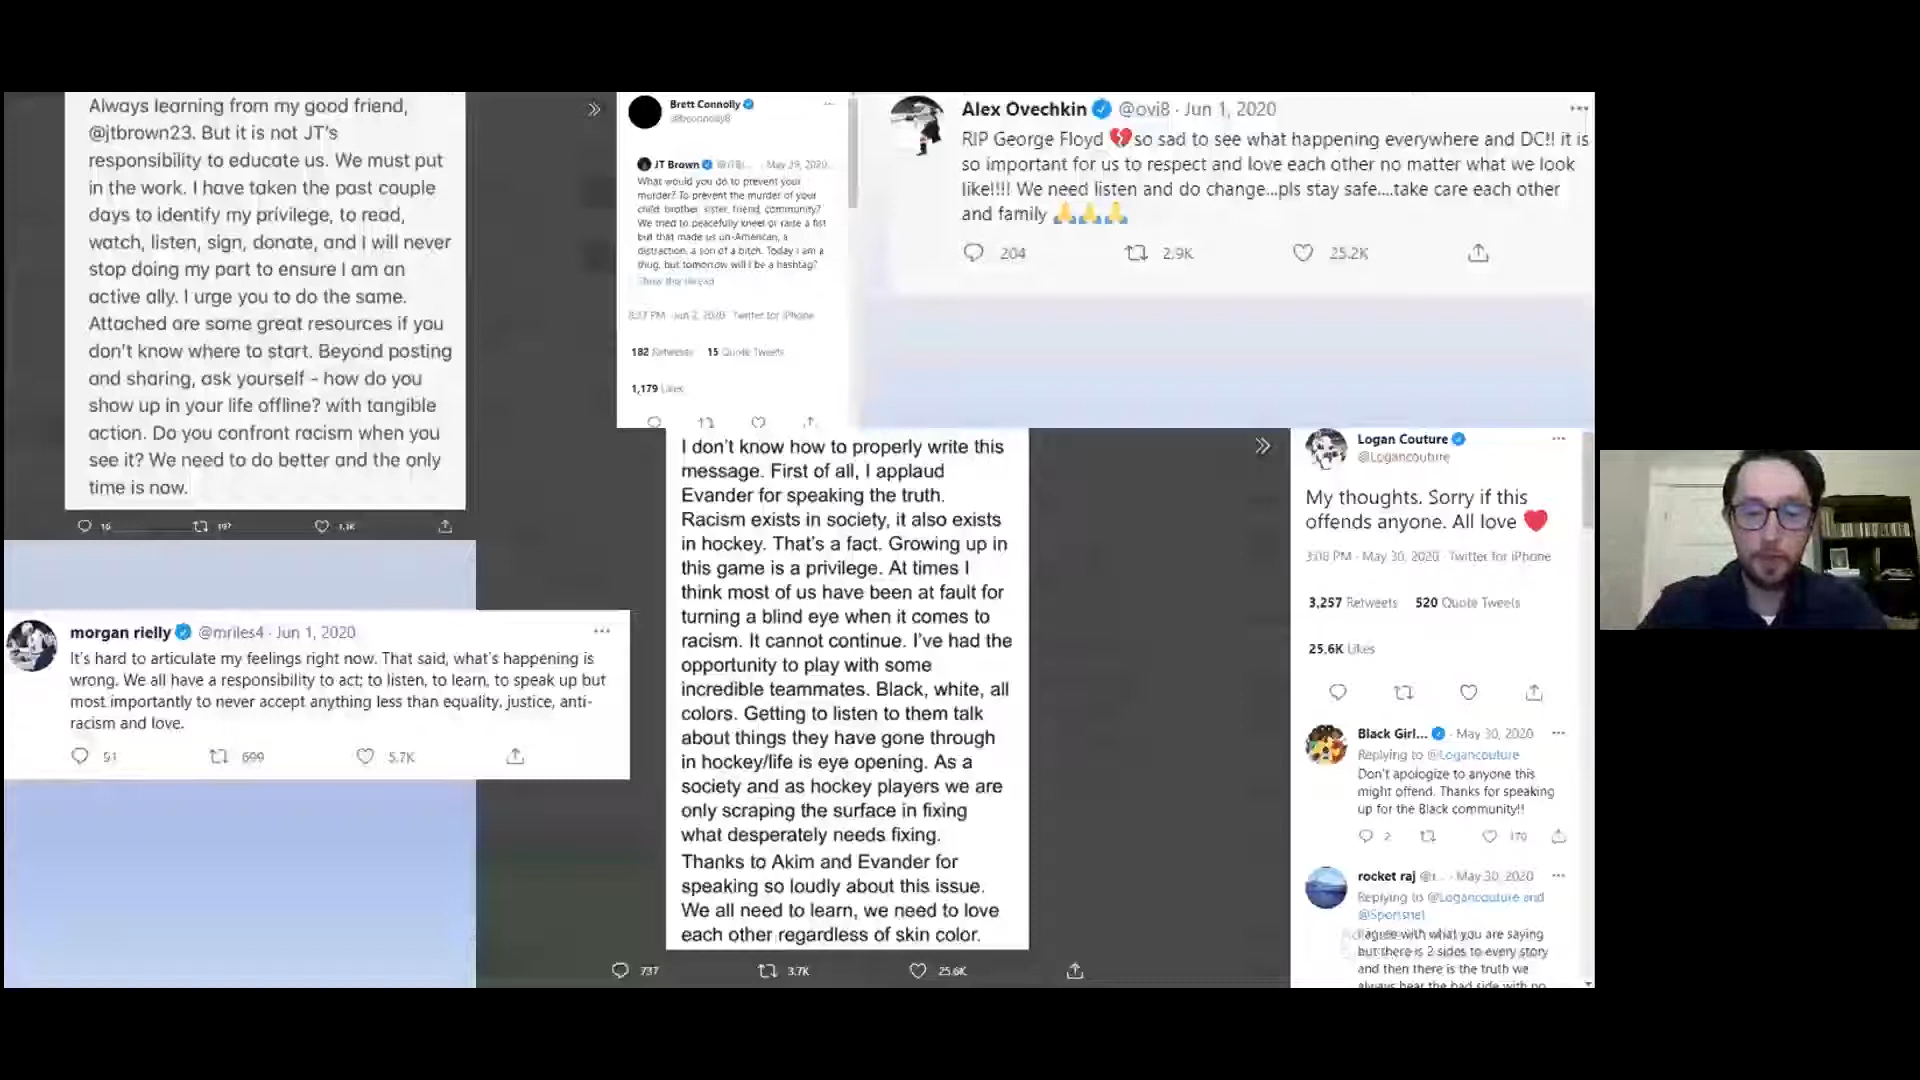 Always learning from my good friend,
@jtbrown23. But it is not JT's
responsibility to educate us. We must put
in the work. I have taken the past couple
days to identify my privilege, to read,
watch, listen, sign, donate, and I will never
stop doing my part to ensure I am an
active ally. I urge you to do the same.
Attached are some great resources if you
don't know where to start. Beyond posting
and sharing, ask yourself - how do you
show up in your life offline? with tangible
action. Do you confront racism when you
see it? We need to do better and the only
time is now.
Brett Connolly
JT Brown May 29, 2020
What would you do to prevent your
murder? To prevent the murder of your
child, brother, sister, friend, community?
We tried to peacefully kneel or raise a fist
but that made us un-American, a
distraction, a son of a bitch. Today I am a
thug, but tomorrow will I be a hashtag?
Show this thread
Jun 2, 2020 · Twitter for iPhone
182 Retweets 15 Quote Tweets
1,179 Likes
Alex Ovechkin @ovi8 · Jun 1, 2020
RIP George Floyd 💔so sad to see what happening everywhere and DC!! it is
so important for us to respect and love each other no matter what we look
like!!!! We need listen and do change...pls stay safe....take care each other
and family 🙏🙏🙏
204 2.9K 25.2K
morgan rielly @mriles4 · Jun 1, 2020
It's hard to articulate my feelings right now. That said, what's happening is
wrong. We all have a responsibility to act; to listen, to learn, to speak up but
most importantly to never accept anything less than equality, justice, anti-
racism and love.
91 699 5.7K
I don't know how to properly write this
message. First of all, I applaud
Evander for speaking the truth.
Racism exists in society, it also exists
in hockey. That's a fact. Growing up in
this game is a privilege. At times I
think most of us have been at fault for
turning a blind eye when it comes to
racism. It cannot continue. I've had the
opportunity to play with some
incredible teammates. Black, white, all
colors. Getting to listen to them talk
about things they have gone through
in hockey/life is eye opening. As a
society and as hockey players we are
only scraping the surface in fixing
what desperately needs fixing.
Thanks to Akim and Evander for
speaking so loudly about this issue.
We all need to learn, we need to love
each other regardless of skin color.
737 3.7K 25.6K
Logan Couture
@Logancouture
My thoughts. Sorry if this
offends anyone. All love ❤️
3:08 PM · May 30, 2020 · Twitter for iPhone
3,257 Retweets 520 Quote Tweets
25.6K Likes
Black Girl... · May 30, 2020
Replying to @Logancouture
Don't apologize to anyone this
might offend. Thanks for speaking
up for the Black community!!
2 170
rocket raj @r... · May 30, 2020
Replying to @Logancouture and
@Sportsnet
I agree with what you are saying
but there is 2 sides to every story
and then there is the truth we
always hear the bad side with no